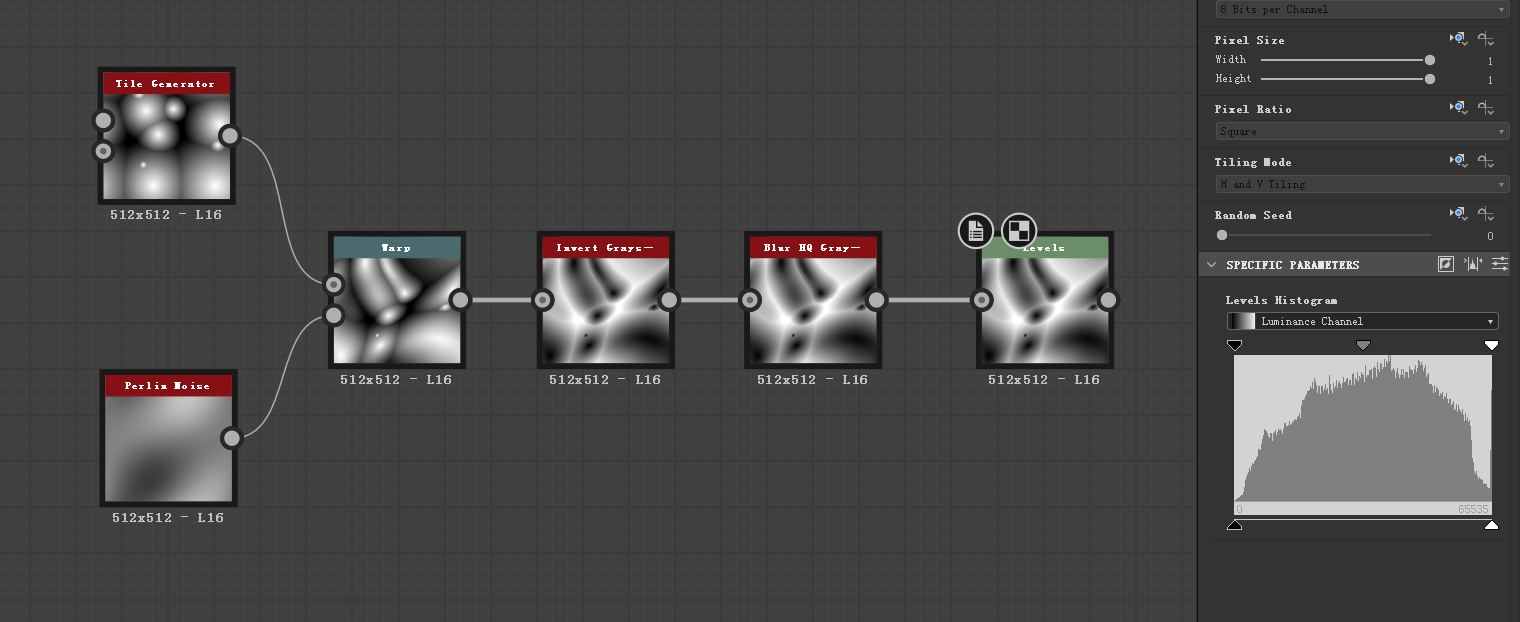 Tile Generator
512x512 - L16
Perlin Noise
512x512 - L16
Warp
512x512 - L16
Invert Grays—
512x512 - L16
Blur HQ Gray—
512x512 - L16
Levels
512x512 - L16
8 Bits per Channel
Pixel Size
Width 1
Height 1
Pixel Ratio
Square
Tiling Mode
H and V Tiling
Random Seed
0
SPECIFIC PARAMETERS
Levels Histogram
Luminance Channel
0 65535